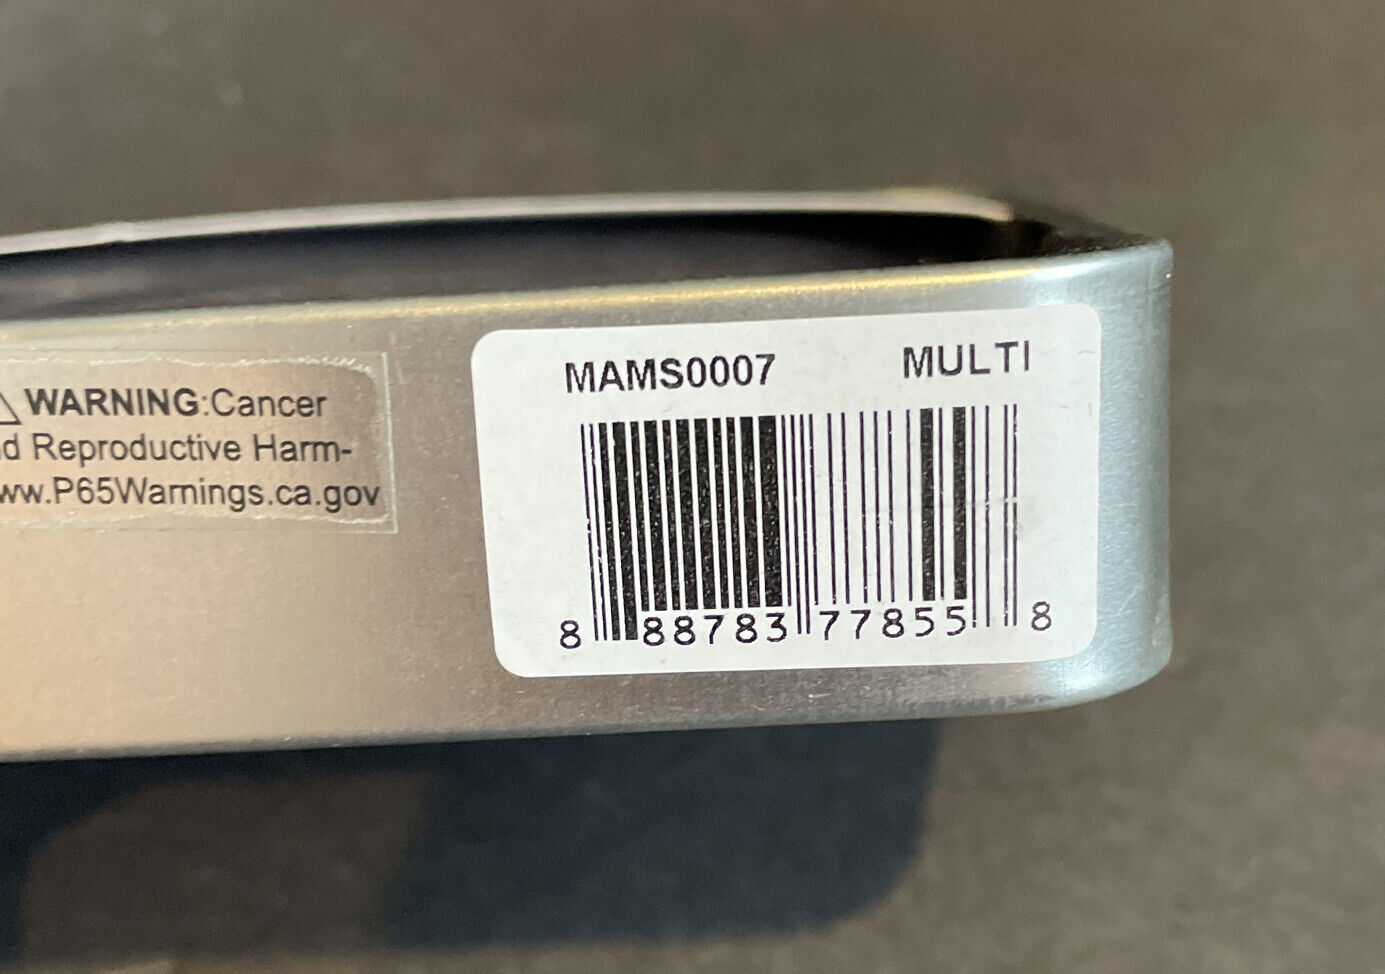 WARNING:Cancer
d Reproductive Harm-
ww.P65Warnings.ca.gov
MAMS0007 MULTI
8 88783 77855 8